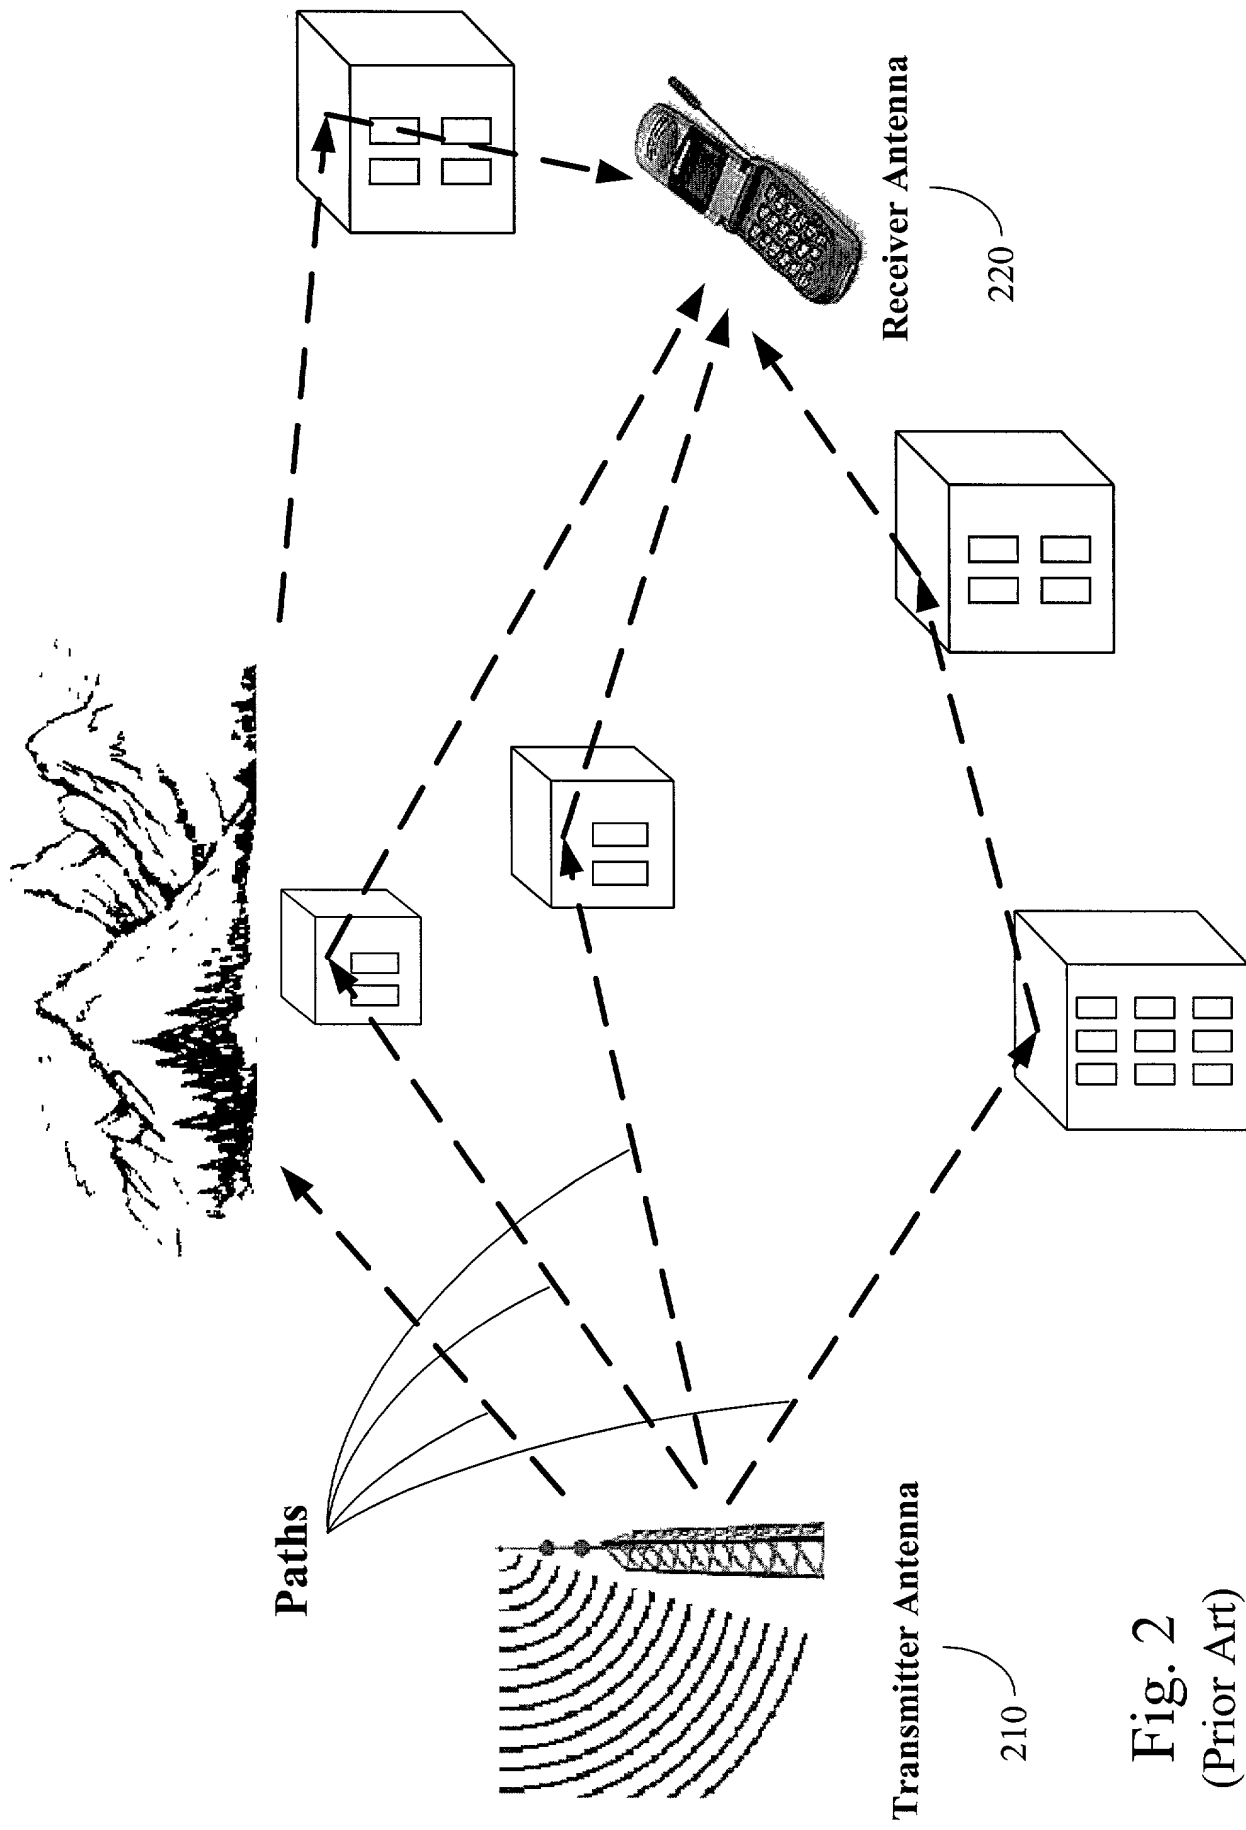 Paths
Receiver Antenna
220
Transmitter Antenna
210
Fig. 2
(Prior Art)